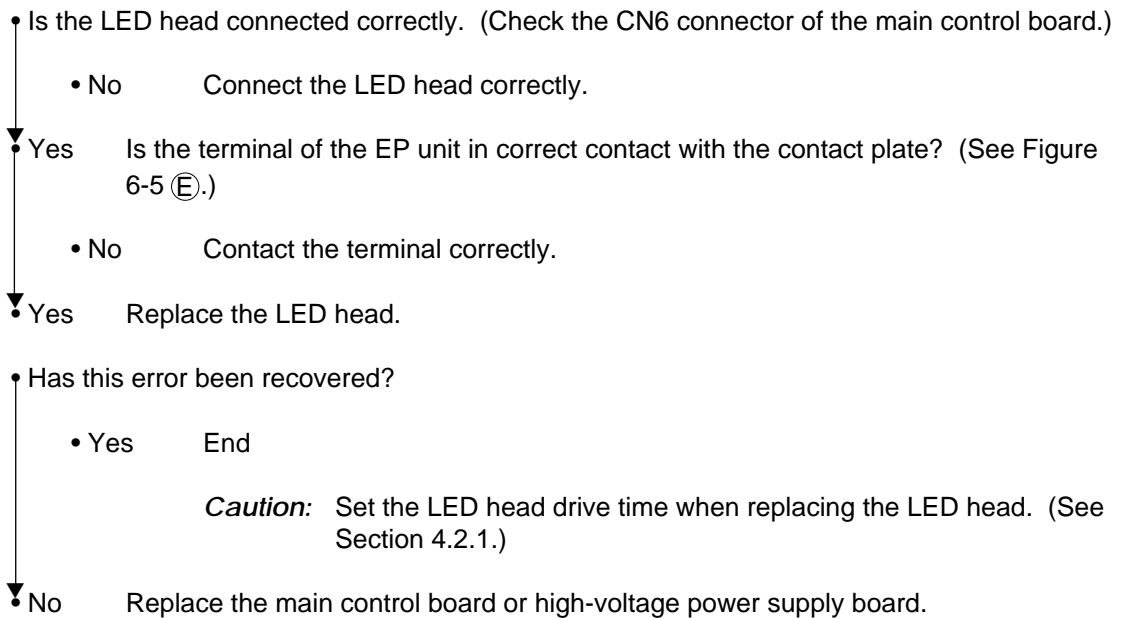 • Is the LED head connected correctly. (Check the CN6 connector of the main control board.)
• No Connect the LED head correctly.
• Yes Is the terminal of the EP unit in correct contact with the contact plate? (See Figure
6-5 Ⓔ.)
• No Contact the terminal correctly.
• Yes Replace the LED head.
• Has this error been recovered?
• Yes End
Caution: Set the LED head drive time when replacing the LED head. (See
Section 4.2.1.)
• No Replace the main control board or high-voltage power supply board.